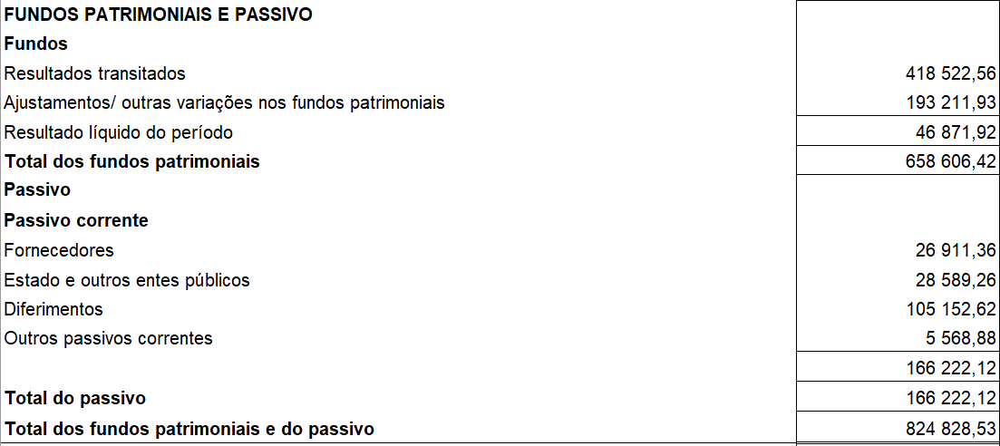 FUNDOS PATRIMONIAIS E PASSIVO
Fundos
Resultados transitados 418 522,56
Ajustamentos/ outras variações nos fundos patrimoniais 193 211,93
Resultado líquido do período 46 871,92
Total dos fundos patrimoniais 658 606,42
Passivo
Passivo corrente
Fornecedores 26 911,36
Estado e outros entes públicos 28 589,26
Diferimentos 105 152,62
Outros passivos correntes 5 568,88
166 222,12
Total do passivo 166 222,12
Total dos fundos patrimoniais e do passivo 824 828,53